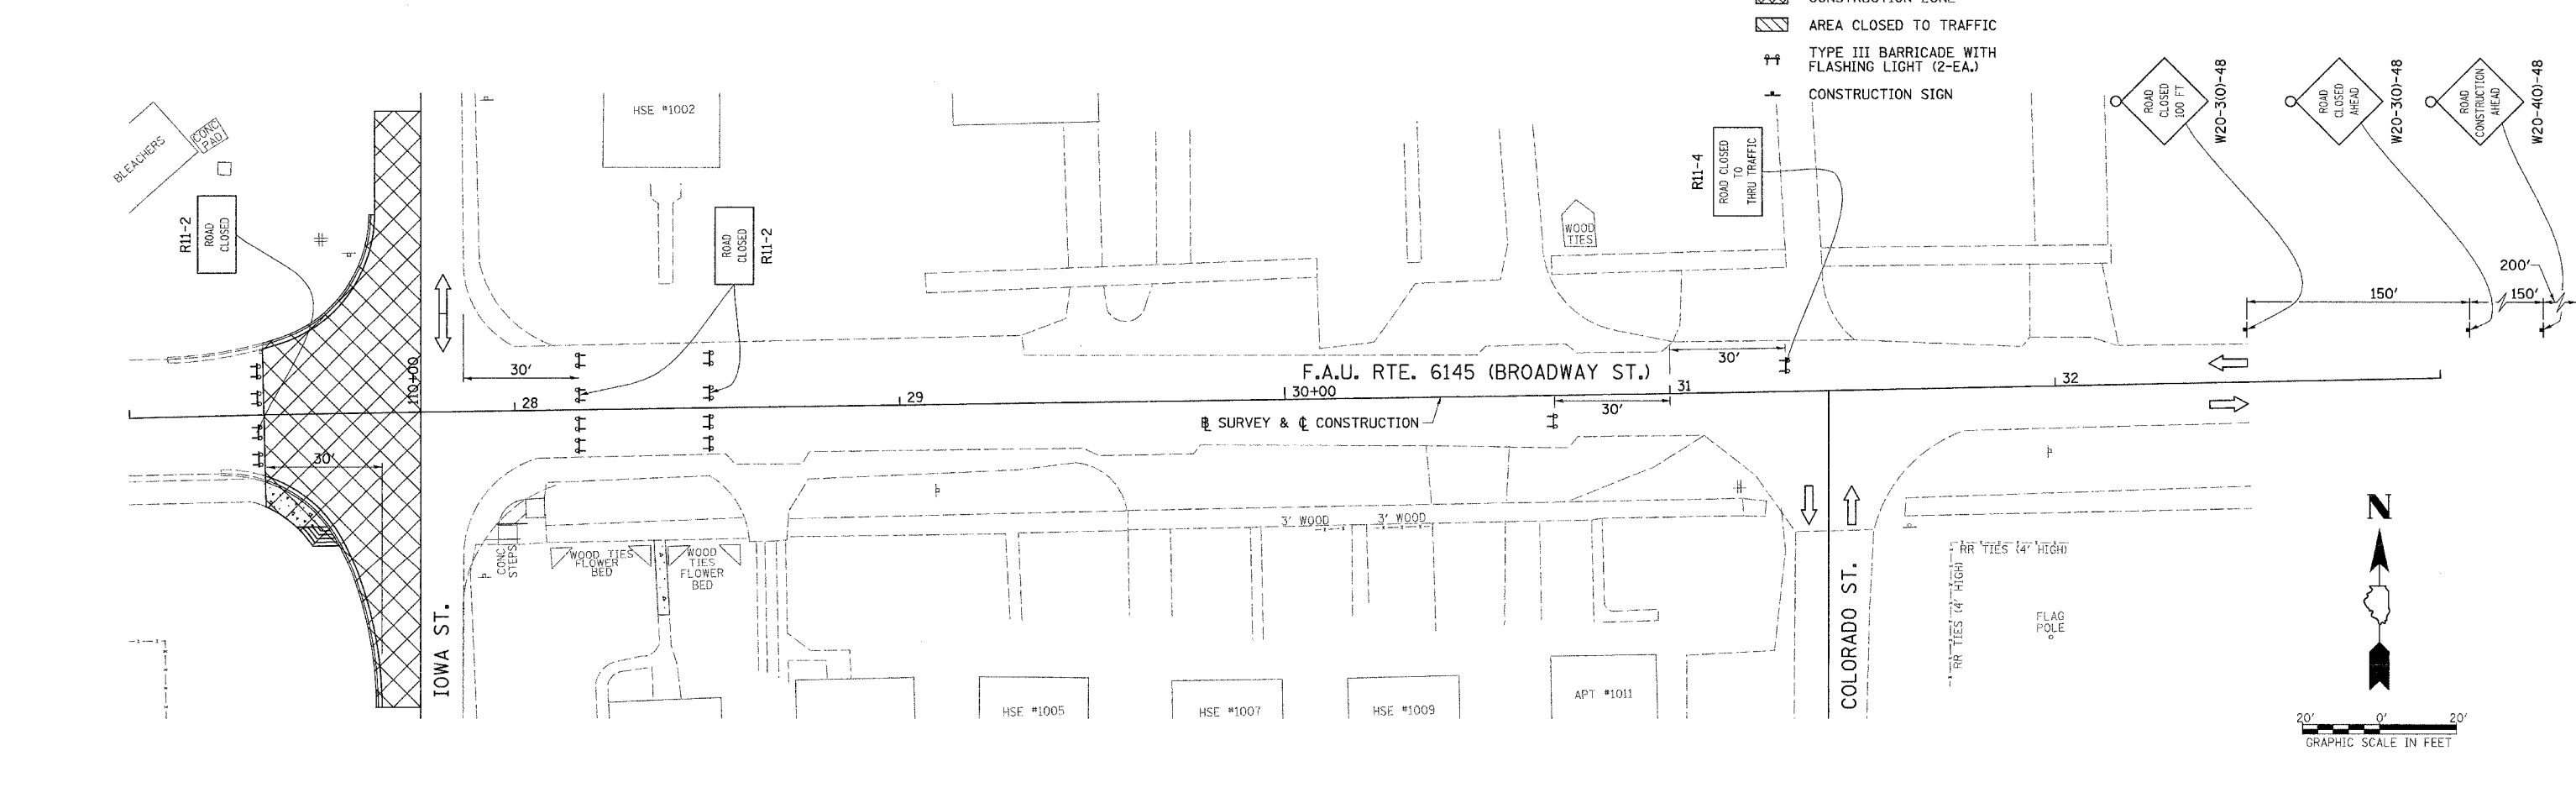 CONSTRUCTION ZONE
AREA CLOSED TO TRAFFIC
TYPE III BARRICADE WITH
FLASHING LIGHT (2-EA.)
CONSTRUCTION SIGN
BLEACHERS
CONC
PAD
R11-2
ROAD
CLOSED
HSE #1002
ROAD
CLOSED
R11-2
WOOD
TIES
R11-4
ROAD CLOSED
TO
THRU TRAFFIC
ROAD
CLOSED
100 FT
W20-3(O)-48
ROAD
CLOSED
AHEAD
W20-3(O)-48
ROAD
CONSTRUCTION
AHEAD
W20-4(O)-48
200'
150'
150'
30'
30'
110+00
F.A.U. RTE. 6145 (BROADWAY ST.)
28
29
30+00
31
32
30'
℄ SURVEY & ℄ CONSTRUCTION
30'
3' WOOD
3' WOOD
CONC
STEPS
WOOD TIES
FLOWER
BED
WOOD
TIES
FLOWER
BED
IOWA ST.
COLORADO ST.
RR TIES (4' HIGH)
RR TIES (4' HIGH)
FLAG
POLE
HSE #1005
HSE #1007
HSE #1009
APT #1011
N
20' 0' 20'
GRAPHIC SCALE IN FEET